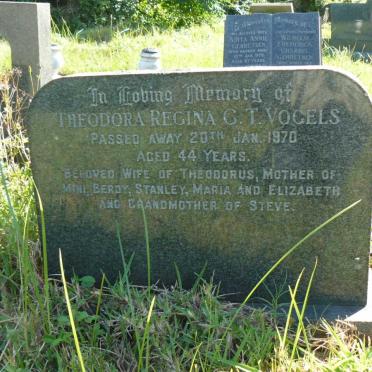 In Loving Memory of
THEODORA REGINA G. T. VOGELS
PASSED AWAY 20TH JAN. 1970
AGED 44 YEARS.
BELOVED WIFE OF THEODORUS, MOTHER OF
MINI, BERDY, STANLEY, MARIA AND ELIZABETH
AND GRANDMOTHER OF STEVE.